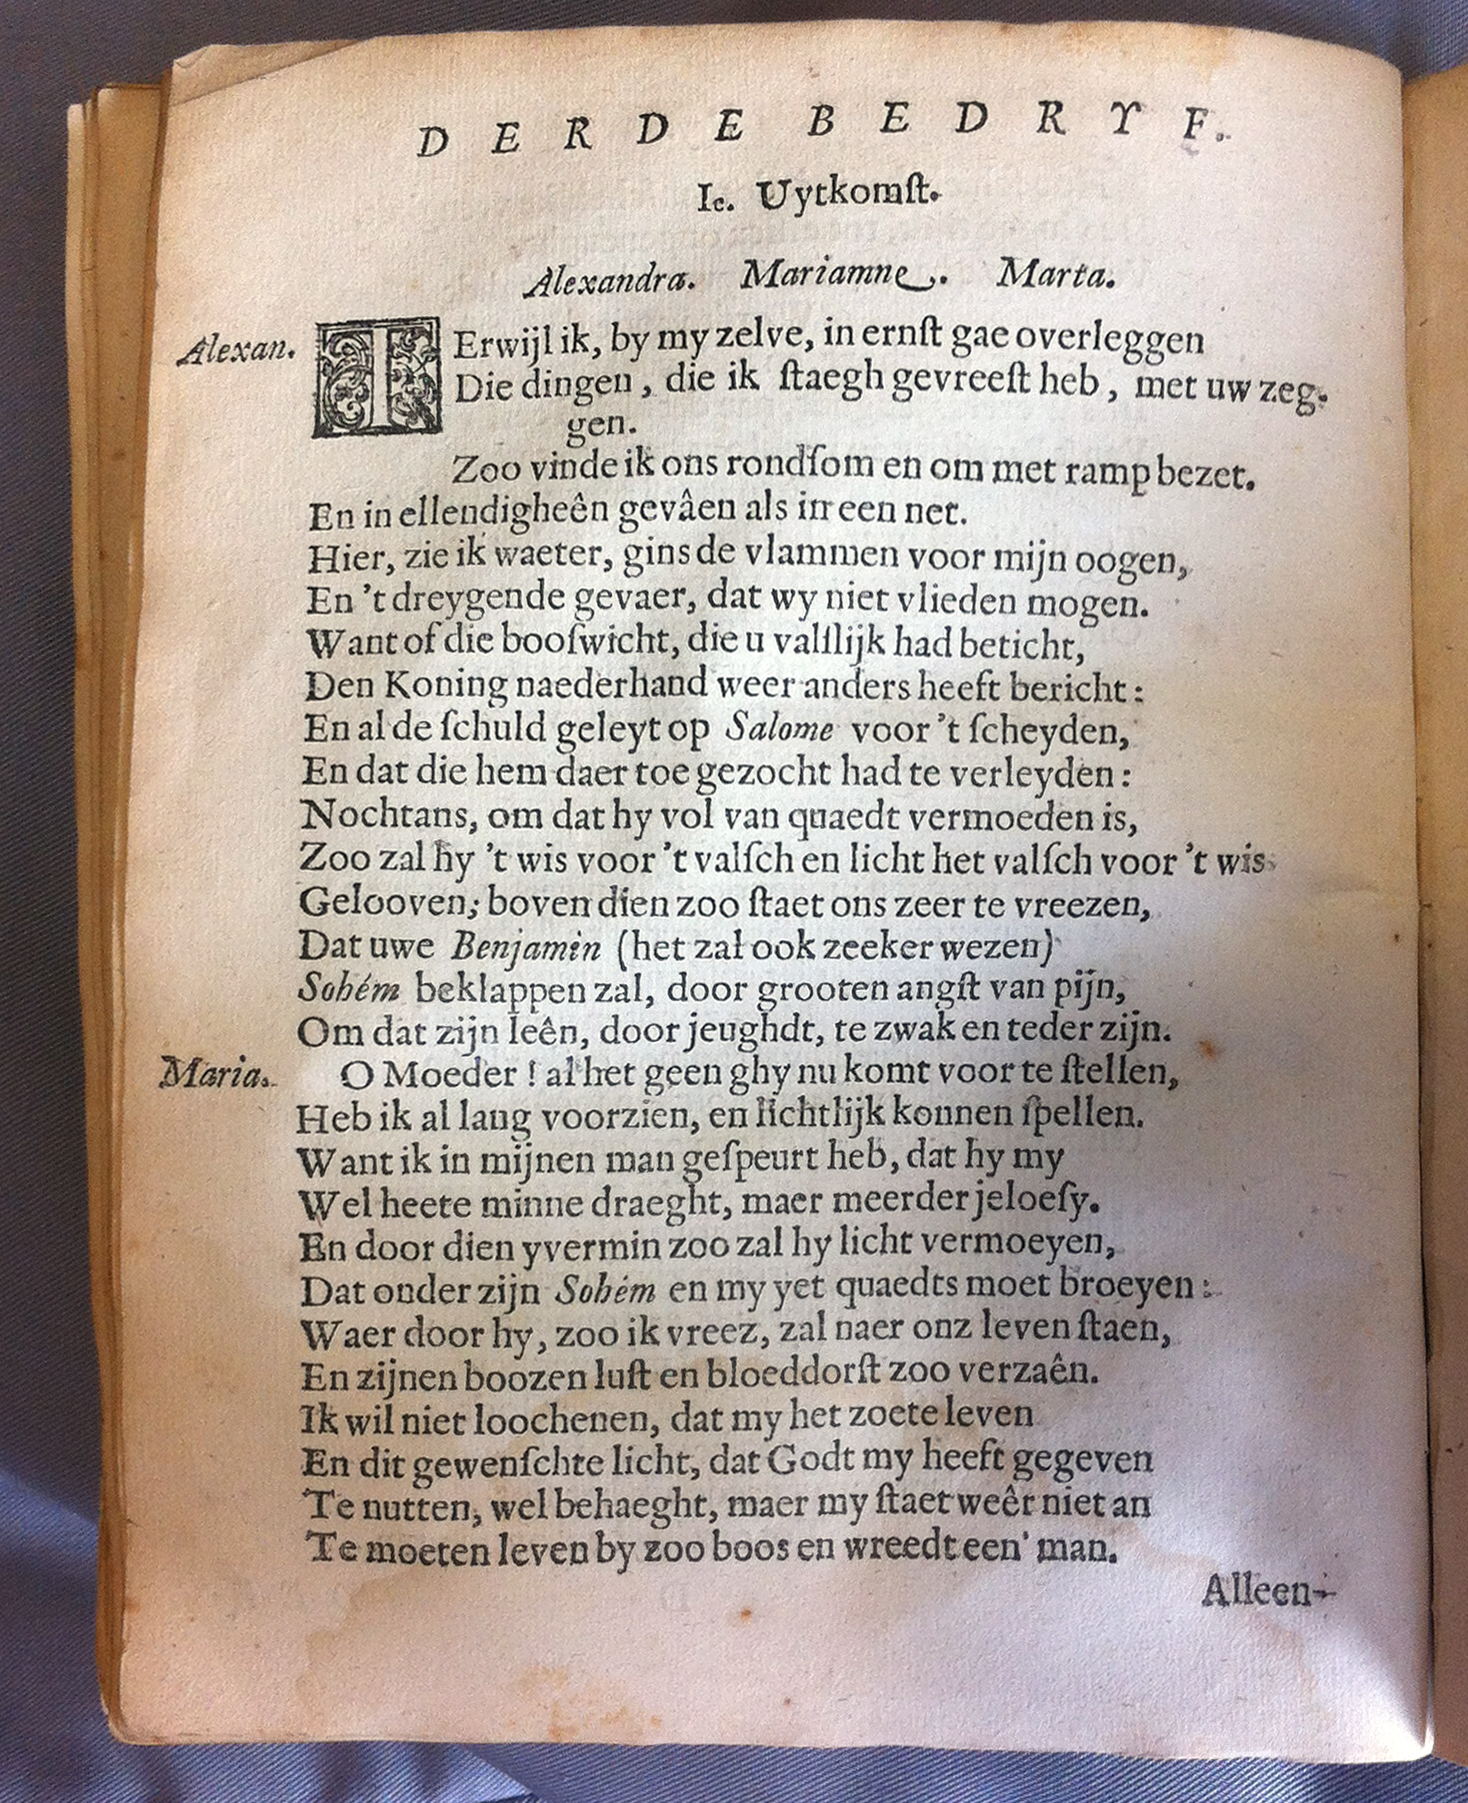 DERDE BEDRYF.
Ie. Uytkomſt.
Alexandra. Mariamne. Marta.
Alexan. TErwijl ik, by my zelve, in ernſt gae overleggen
Die dingen, die ik ſtaegh gevreeſt heb, met uw zeg-
gen.
Zoo vinde ik ons rondſom en om met ramp bezet.
En in ellendigheên gevâen als in een net.
Hier, zie ik waeter, gins de vlammen voor mijn oogen,
En 't dreygende gevaer, dat wy niet vlieden mogen.
Want of die booſwicht, die u valſlijk had beticht,
Den Koning naederhand weer anders heeft bericht:
En al de ſchuld geleyt op Salome voor 't ſcheyden,
En dat die hem daer toe gezocht had te verleyden:
Nochtans, om dat hy vol van quaedt vermoeden is,
Zoo zal hy 't wis voor 't valſch en licht het valſch voor 't wis
Gelooven; boven dien zoo ſtaet ons zeer te vreezen,
Dat uwe Benjamin (het zal ook zeeker wezen)
Sohém beklappen zal, door grooten angſt van pijn,
Om dat zijn leên, door jeughdt, te zwak en teder zijn.
Maria. O Moeder! al het geen ghy nu komt voor te ſtellen,
Heb ik al lang voorzien, en lichtlijk konnen ſpellen.
Want ik in mijnen man geſpeurt heb, dat hy my
Wel heete minne draeght, maer meerder jeloeſy.
En door dien yvermin zoo zal hy licht vermoeyen,
Dat onder zijn Sohém en my yet quaedts moet broeyen:
Waer door hy, zoo ik vreez, zal naer onz leven ſtaen,
En zijnen boozen luſt en bloeddorſt zoo verzaên.
Ik wil niet loochenen, dat my het zoete leven
En dit gewenſchte licht, dat Godt my heeft gegeven
Te nutten, wel behaeght, maer my ſtaet weêr niet an
Te moeten leven by zoo boos en wreedt een' man.
Alleen-